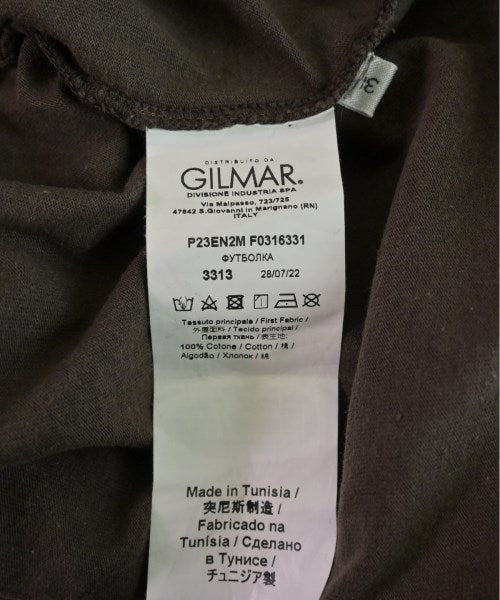 DISTRIBUITO DA
GILMAR®
DIVISIONE INDUSTRIA SPA
Via Malpasso, 723/725
47842 S.Giovanni in Marignano (RN)
ITALY
P23EN2M F0316331
ФУТБОЛКА
3313 28/07/22
Tessuto principale / First Fabric /
外层面料 / Tecido principal /
Первая ткань / 表生地:
100% Cotone / Cotton / 棉 /
Algodão / Хлопок / 綿
Made in Tunisia /
突尼斯制造 /
Fabricado na
Tunísia / Сделано
в Тунисе /
チュニジア製